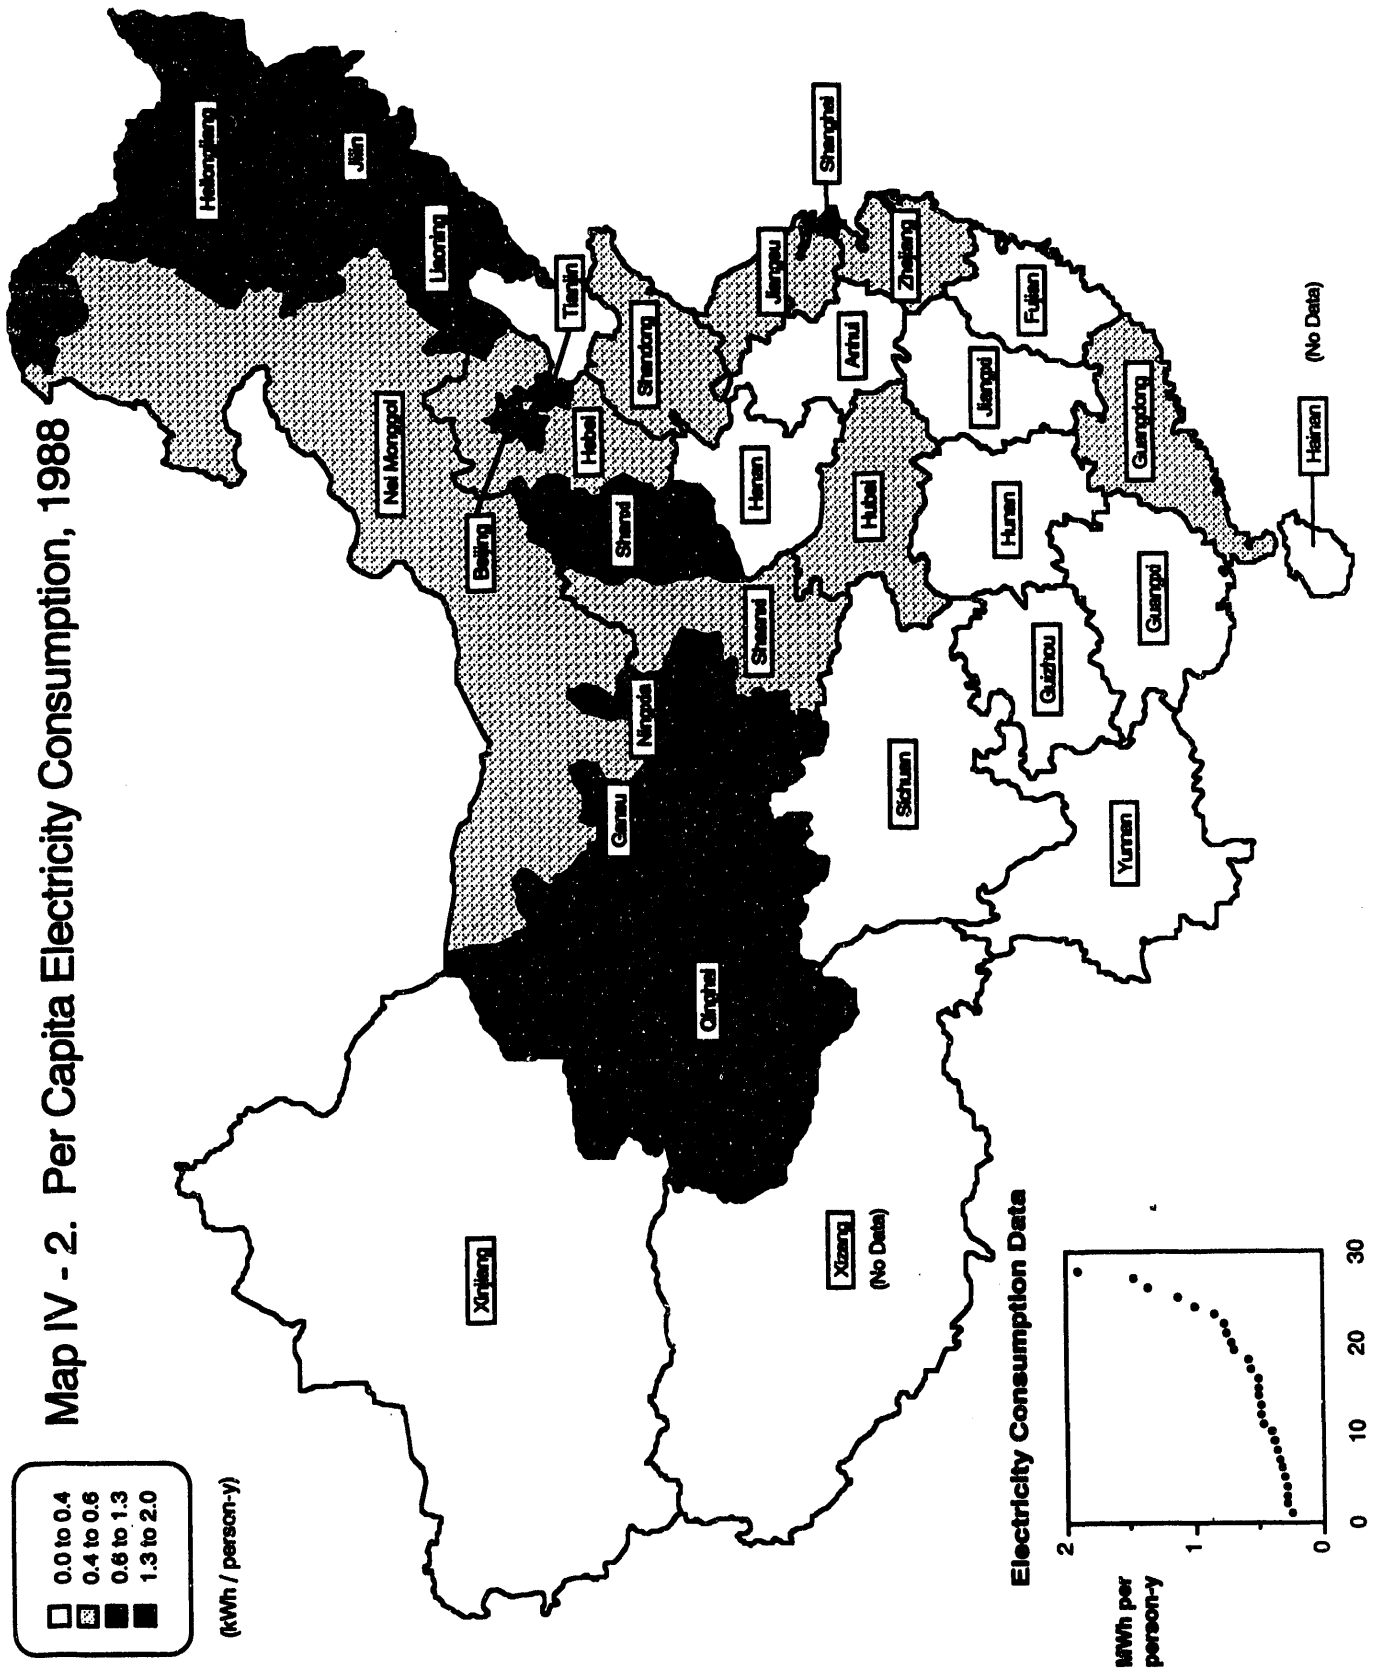 Map IV - 2. Per Capita Electricity Consumption, 1988
0.0 to 0.4
0.4 to 0.6
0.6 to 1.3
1.3 to 2.0
(kWh / person-y)
Heilongjiang
Jilin
Liaoning
Nei Monggol
Beijing
Tianjin
Hebei
Shandong
Shanxi
Xinjiang
Gansu
Ningxia
Shaanxi
Henan
Jiangsu
Shanghai
Anhui
Zhejiang
Hubei
Qinghai
Xizang
(No Data)
Sichuan
Jiangxi
Hunan
Fujian
Guizhou
Yunnan
Guangxi
Guangdong
Hainan
(No Data)
Electricity Consumption Data
MWh per
person-y
2
1
0
0
10
20
30